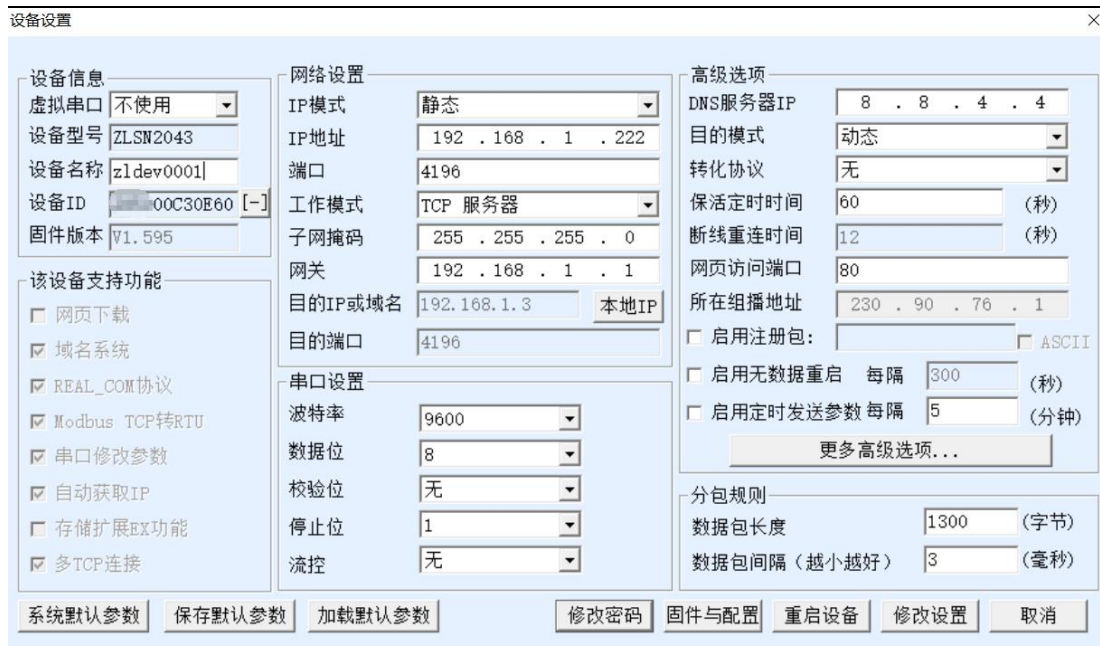 设备设置
设备信息
虚拟串口 不使用
设备型号 ZLSN2043
设备名称 zldev0001
设备ID 00C30E60 [-]
固件版本 V1.595
该设备支持功能
网页下载
域名系统
REAL_COM协议
Modbus TCP转RTU
串口修改参数
自动获取IP
存储扩展EX功能
多TCP连接
网络设置
IP模式 静态
IP地址 192 . 168 . 1 . 222
端口 4196
工作模式 TCP 服务器
子网掩码 255 . 255 . 255 . 0
网关 192 . 168 . 1 . 1
目的IP或域名 192.168.1.3 本地IP
目的端口 4196
串口设置
波特率 9600
数据位 8
校验位 无
停止位 1
流控 无
高级选项
DNS服务器IP 8 . 8 . 4 . 4
目的模式 动态
转化协议 无
保活定时时间 60 (秒)
断线重连时间 12 (秒)
网页访问端口 80
所在组播地址 230 . 90 . 76 . 1
启用注册包: ASCII
启用无数据重启 每隔 300 (秒)
启用定时发送参数 每隔 5 (分钟)
更多高级选项...
分包规则
数据包长度 1300 (字节)
数据包间隔(越小越好) 3 (毫秒)
系统默认参数 保存默认参数 加载默认参数 修改密码 固件与配置 重启设备 修改设置 取消